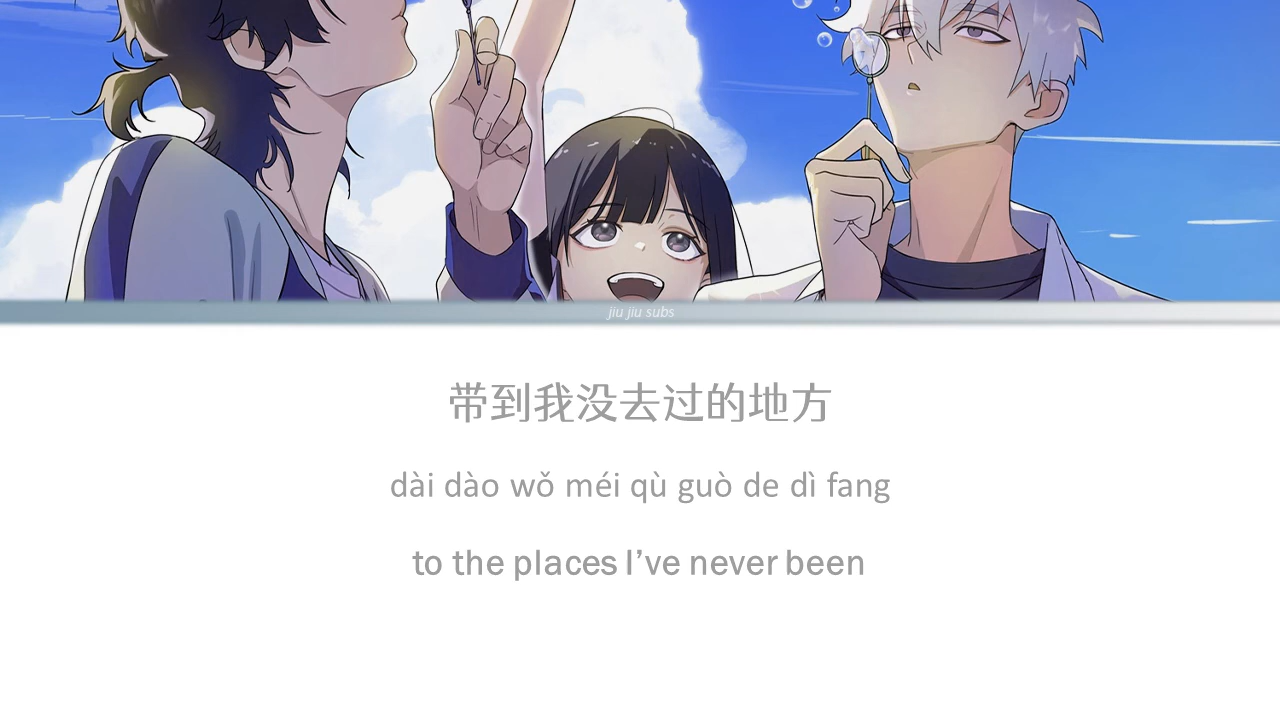 jiu jiu subs
带到我没去过的地方
dài dào wǒ méi qù guò de dì fang
to the places I’ve never been